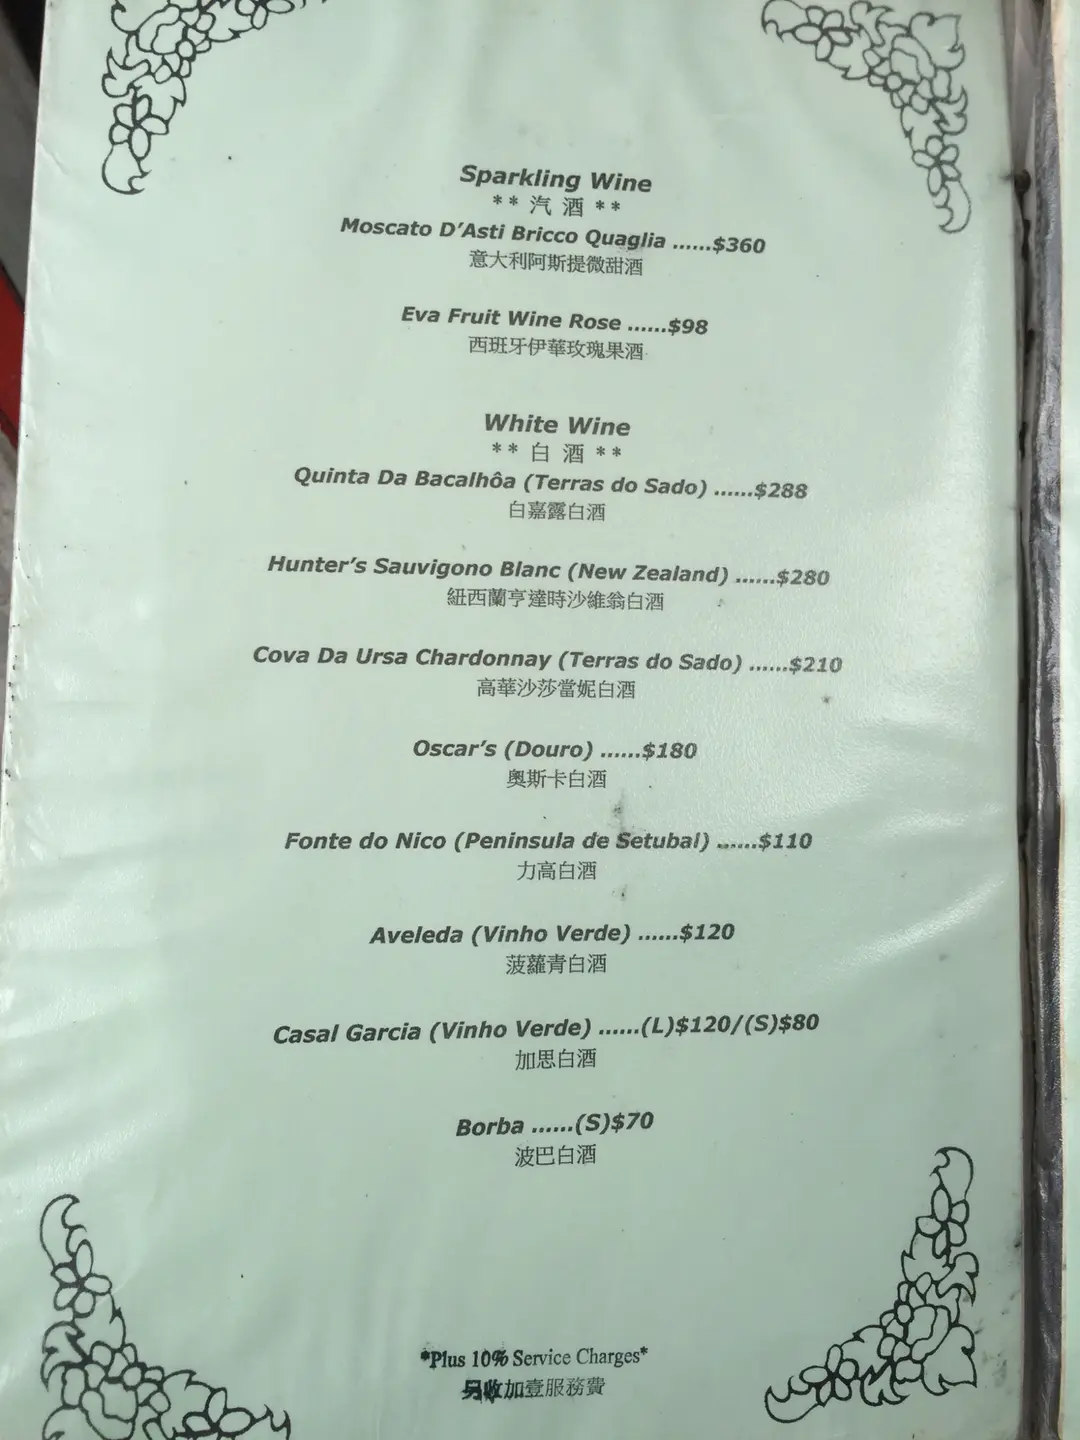 Sparkling Wine
** 汽 酒 **
Moscato D'Asti Bricco Quaglia ......$360
意大利阿斯提微甜酒
Eva Fruit Wine Rose ......$98
西班牙伊華玫瑰果酒
White Wine
** 白 酒 **
Quinta Da Bacalhôa (Terras do Sado) ......$288
白嘉露白酒
Hunter's Sauvigono Blanc (New Zealand) ......$280
紐西蘭亨達時沙維翁白酒
Cova Da Ursa Chardonnay (Terras do Sado) ......$210
高華沙莎當妮白酒
Oscar's (Douro) ......$180
奧斯卡白酒
Fonte do Nico (Peninsula de Setubal) ......$110
力高白酒
Aveleda (Vinho Verde) ......$120
菠蘿青白酒
Casal Garcia (Vinho Verde) ......(L)$120/(S)$80
加思白酒
Borba ......(S)$70
波巴白酒
*Plus 10% Service Charges*
另收加壹服務費